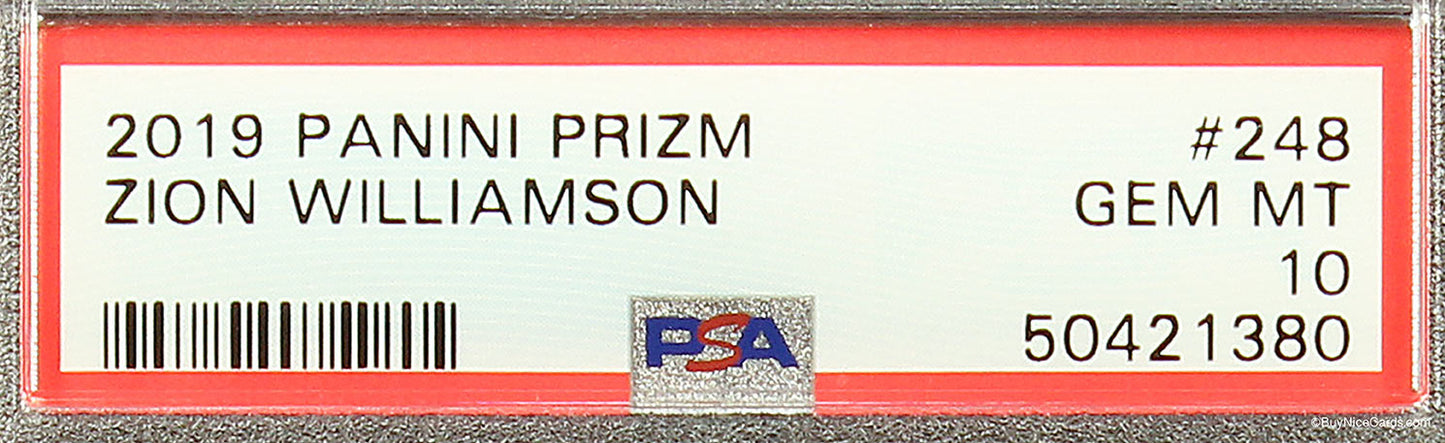 2019 PANINI PRIZM #248
ZION WILLIAMSON GEM MT
10
PSA 50421380
©BuyNiceCards.com